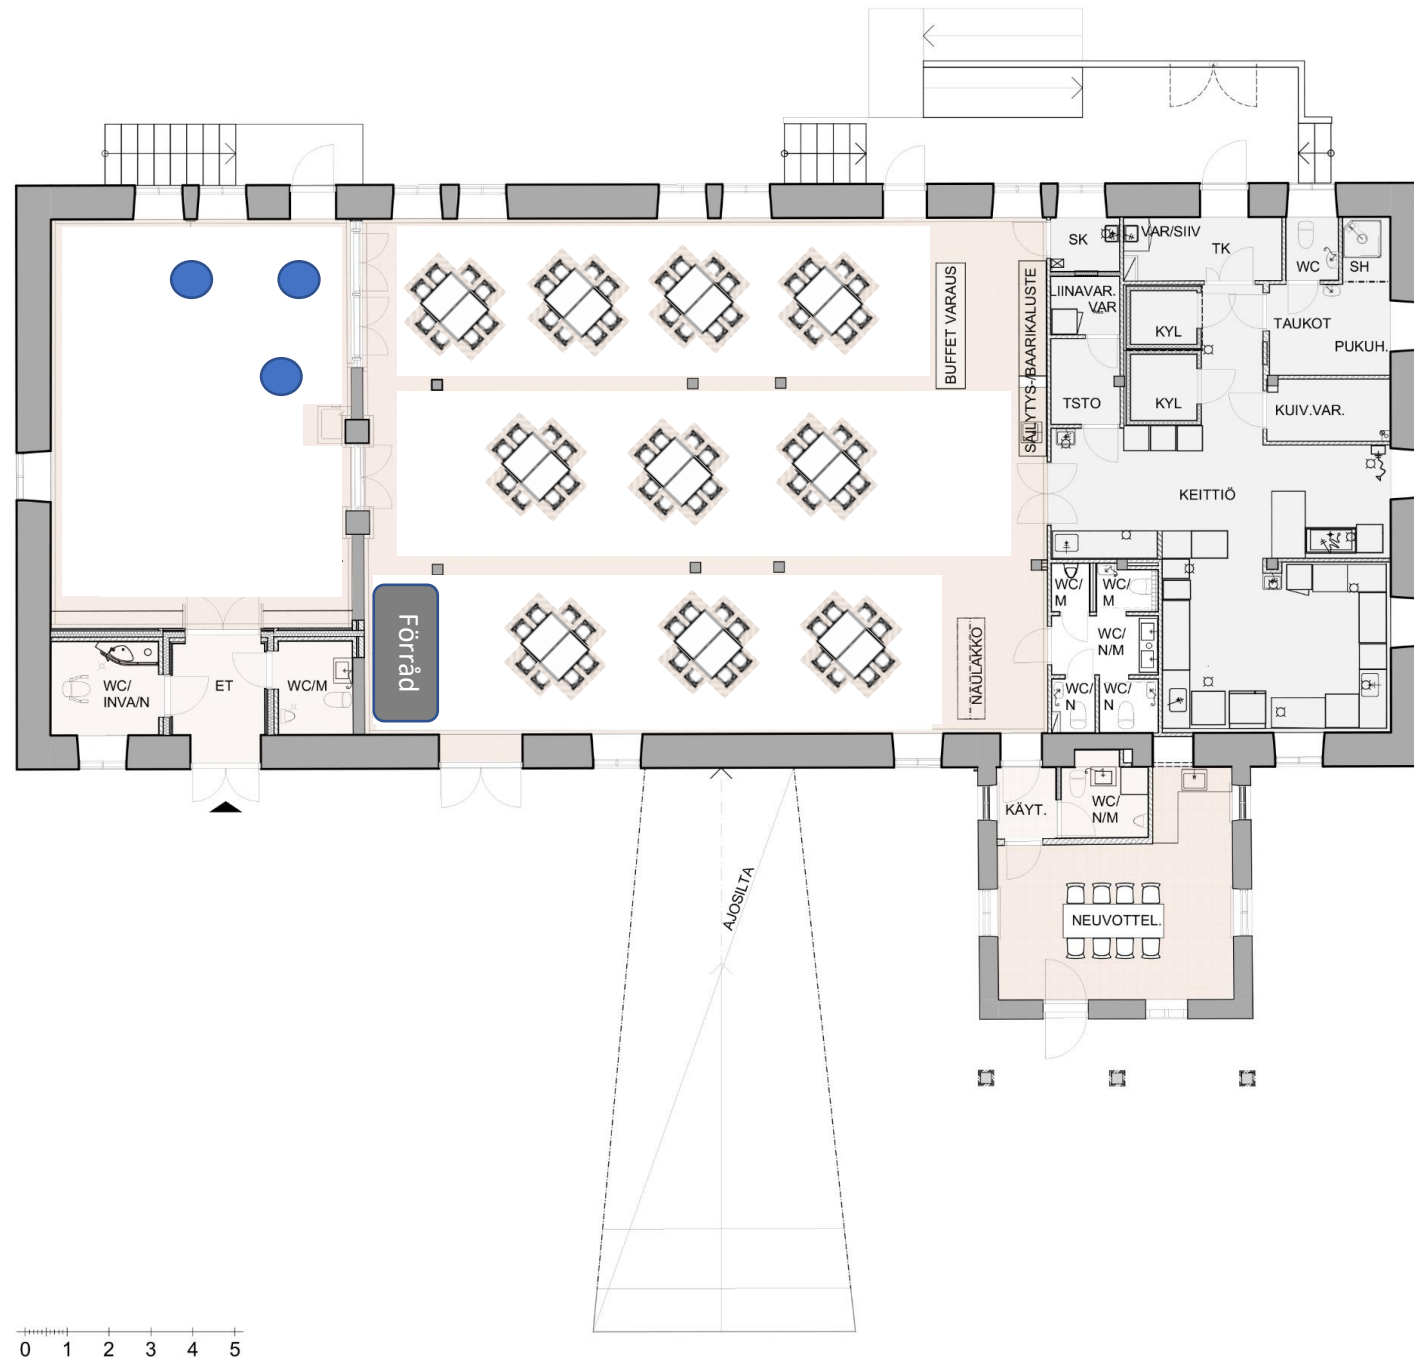 SK
VAR/SIIV
TK
WC
SH
LIINAVAR.
VAR
KYL
TAUKOT
PUKUH.
BUFFET VARAUS
SÄILYTYS-/BAARIKALUSTE
TSTO
KYL
KUIV.VAR.
KEITTIÖ
WC/
M
WC/
M
WC/
N/M
WC/
N
WC/
N
NAULAKKO
Förråd
WC/
INVA/N
ET
WC/M
KÄYT.
WC/
N/M
NEUVOTTEL.
AJOSILTA
0 1 2 3 4 5